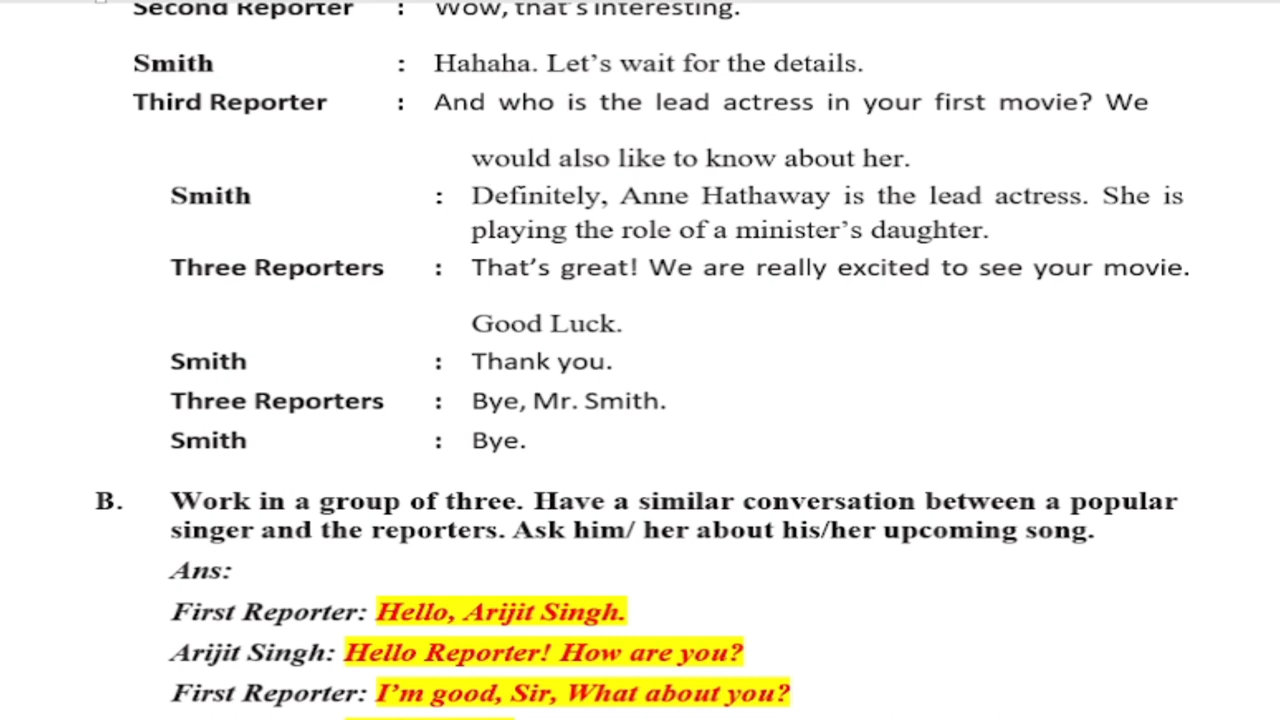 Second Reporter : Wow, that's interesting.
Smith : Hahaha. Let's wait for the details.
Third Reporter : And who is the lead actress in your first movie? We
would also like to know about her.
Smith : Definitely, Anne Hathaway is the lead actress. She is
playing the role of a minister's daughter.
Three Reporters : That's great! We are really excited to see your movie.
Good Luck.
Smith : Thank you.
Three Reporters : Bye, Mr. Smith.
Smith : Bye.
B. Work in a group of three. Have a similar conversation between a popular
singer and the reporters. Ask him/ her about his/her upcoming song.
Ans:
First Reporter: Hello, Arijit Singh.
Arijit Singh: Hello Reporter! How are you?
First Reporter: I'm good, Sir, What about you?